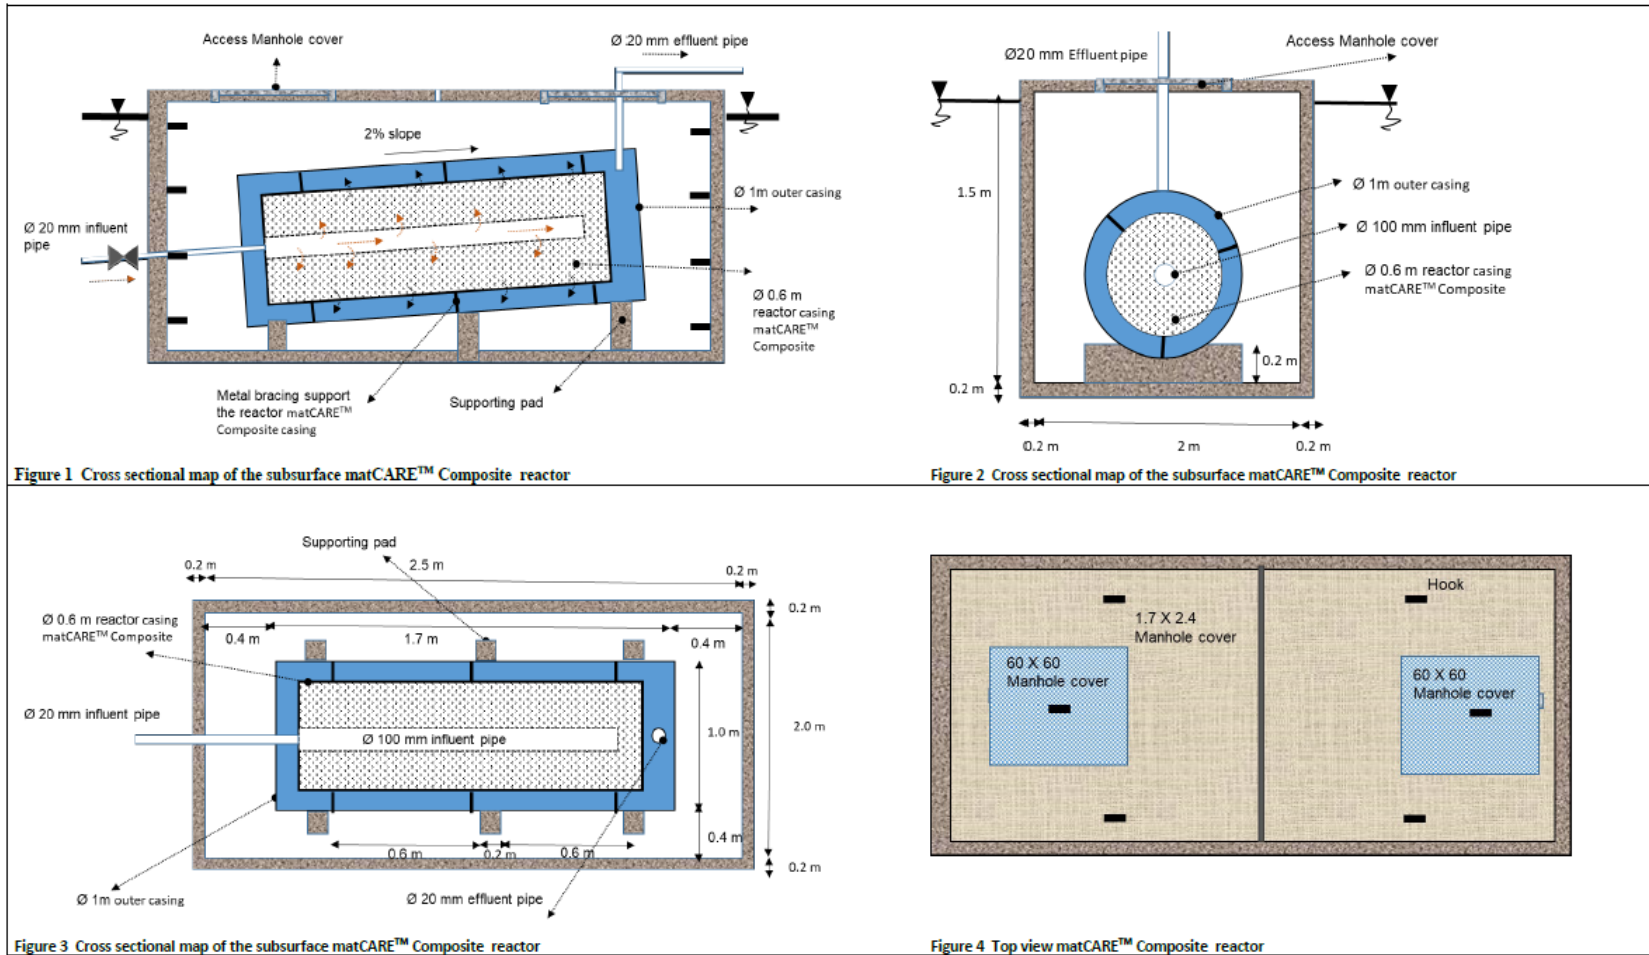 Access Manhole cover
Ø 20 mm effluent pipe
2% slope
Ø 1m outer casing
Ø 20 mm influent
pipe
Ø 0.6 m
reactor casing
matCARE™
Composite
Metal bracing support
the reactor matCARE™
Composite casing
Supporting pad
Figure 1 Cross sectional map of the subsurface matCARE™ Composite reactor
Ø20 mm Effluent pipe
Access Manhole cover
1.5 m
Ø 1m outer casing
Ø 100 mm influent pipe
Ø 0.6 m reactor casing
matCARE™ Composite
0.2 m
0.2 m
0.2 m
2 m
0.2 m
Figure 2 Cross sectional map of the subsurface matCARE™ Composite reactor
Supporting pad
0.2 m
2.5 m
0.2 m
0.2 m
Ø 0.6 m reactor casing
matCARE™ Composite
0.4 m
1.7 m
0.4 m
Ø 20 mm influent pipe
Ø 100 mm influent pipe
1.0 m
2.0 m
0.4 m
0.6 m
0.2 m
0.6 m
0.2 m
Ø 1m outer casing
Ø 20 mm effluent pipe
Figure 3 Cross sectional map of the subsurface matCARE™ Composite reactor
Hook
1.7 X 2.4
Manhole cover
60 X 60
Manhole cover
60 X 60
Manhole cover
Figure 4 Top view matCARE™ Composite reactor